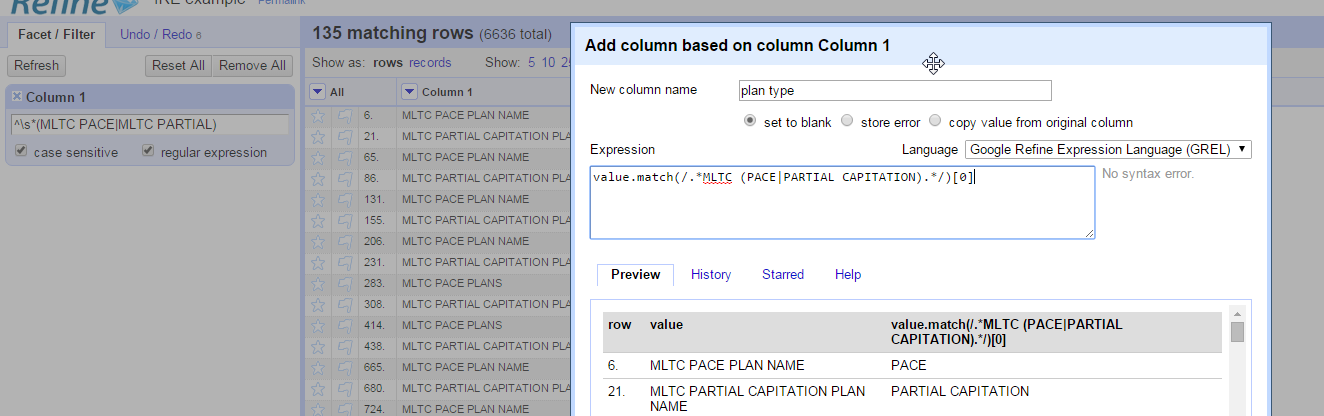 Refine IRE example Permalink
Facet / Filter Undo / Redo 6
Refresh Reset All Remove All
Column 1
^\s*(MLTC PACE|MLTC PARTIAL)
case sensitive regular expression
135 matching rows (6636 total)
Show as: rows records Show: 5 10 25
All Column 1
6. MLTC PACE PLAN NAME
21. MLTC PARTIAL CAPITATION PLA
65. MLTC PACE PLAN NAME
86. MLTC PARTIAL CAPITATION PLA
131. MLTC PACE PLAN NAME
155. MLTC PARTIAL CAPITATION PLA
206. MLTC PACE PLAN NAME
231. MLTC PARTIAL CAPITATION PLA
283. MLTC PACE PLANS
308. MLTC PARTIAL CAPITATION PLA
414. MLTC PACE PLANS
438. MLTC PARTIAL CAPITATION PLA
665. MLTC PACE PLAN NAME
680. MLTC PARTIAL CAPITATION PLA
724. MLTC PACE PLAN NAME
Add column based on column Column 1
New column name plan type
set to blank store error copy value from original column
Expression Language Google Refine Expression Language (GREL)
value.match(/.*MLTC (PACE|PARTIAL CAPITATION).*/)[0]
No syntax error.
Preview History Starred Help
row value value.match(/.*MLTC (PACE|PARTIAL
CAPITATION).*/)[0]
6. MLTC PACE PLAN NAME PACE
21. MLTC PARTIAL CAPITATION PLAN PARTIAL CAPITATION
NAME